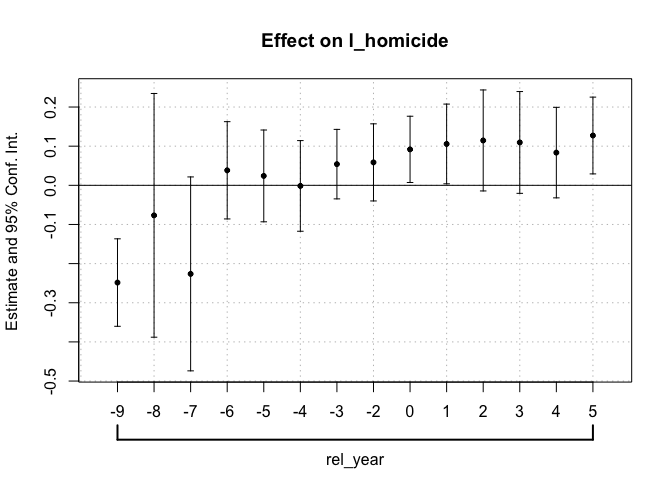 Effect on l_homicide
Estimate and 95% Conf. Int.
0.2
0.1
0.0
-0.1
-0.3
-0.5
-9 -8 -7 -6 -5 -4 -3 -2 0 1 2 3 4 5
rel_year